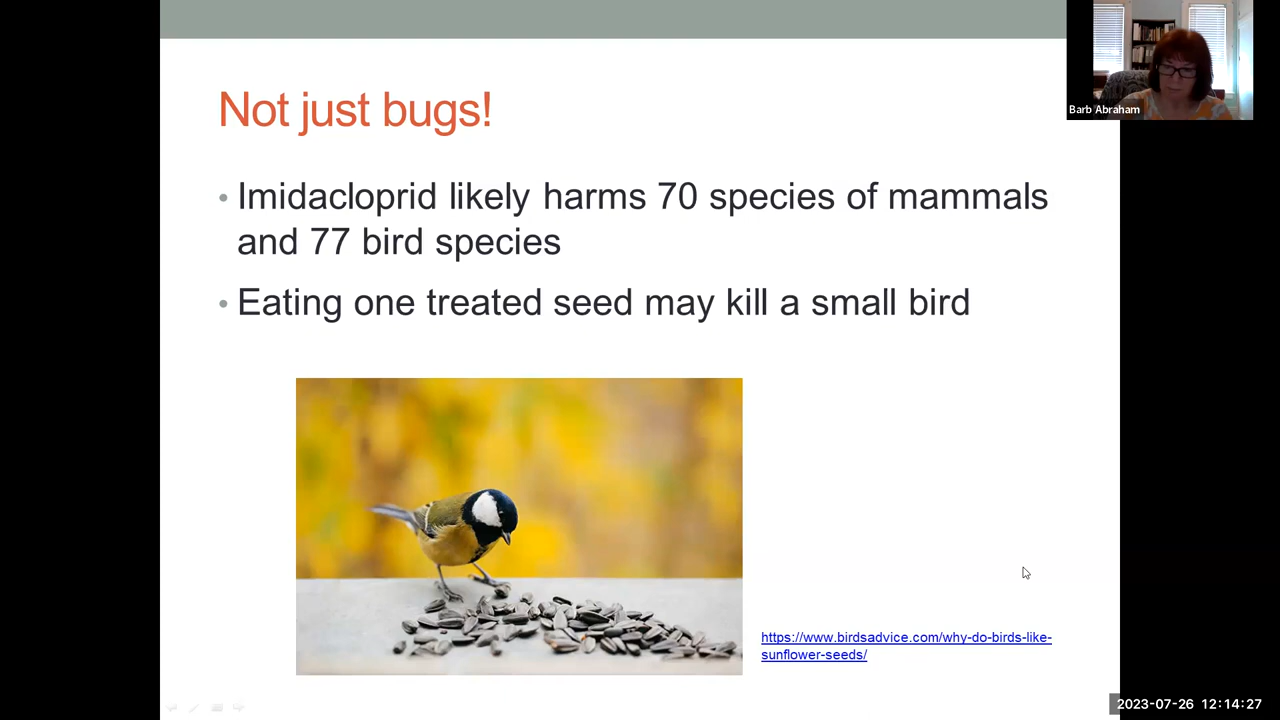 Not just bugs!
Barb Abraham
• Imidacloprid likely harms 70 species of mammals
and 77 bird species
• Eating one treated seed may kill a small bird
https://www.birdsadvice.com/why-do-birds-like-
sunflower-seeds/
2023-07-26 12:14:27